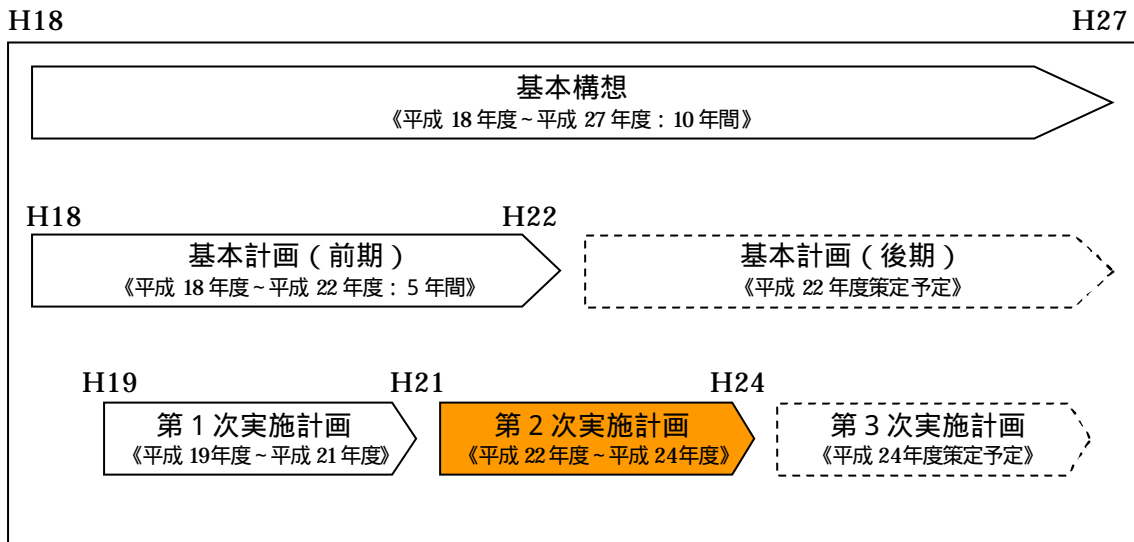 H18 H27
基本構想
《平成 18 年度～平成 27 年度：10 年間》
H18 H22
基本計画（前期） 基本計画（後期）
《平成 18 年度～平成 22 年度：5 年間》 《平成 22 年度策定予定》
H19 H21 H24
第１次実施計画 第２次実施計画 第３次実施計画
《平成 19年度～平成 21年度》 《平成 22年度～平成 24年度》 《平成 24年度策定予定》